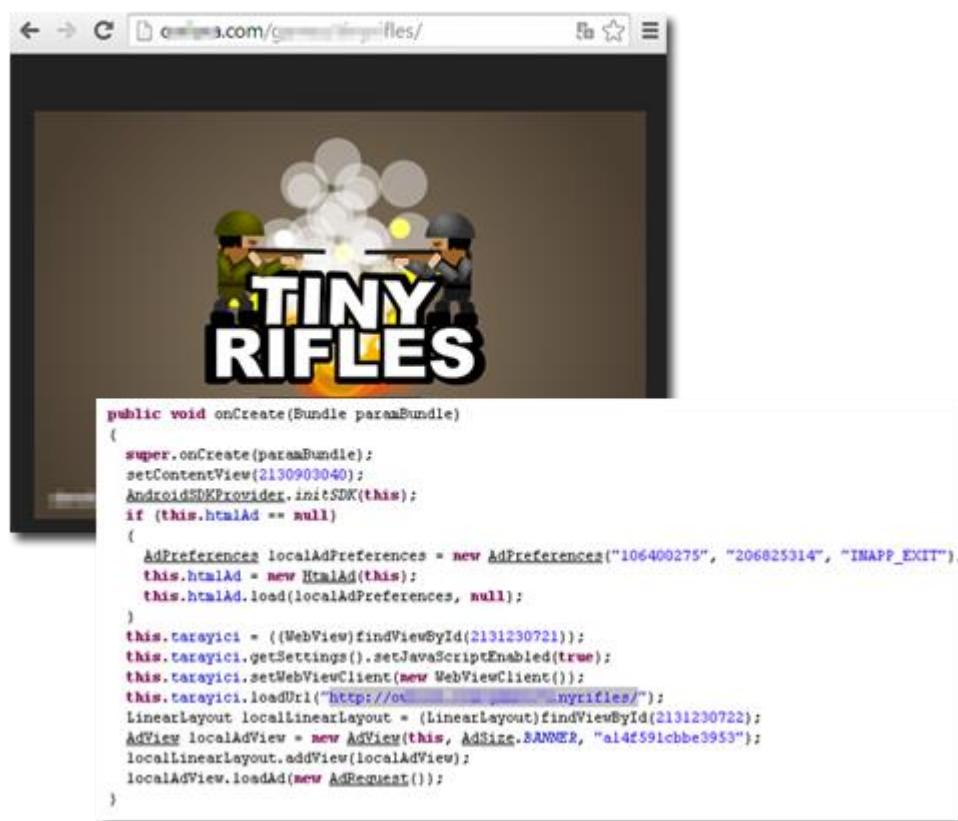 .com/
fles/
TINY
RIFLES
public void onCreate(Bundle paramBundle)
{
super.onCreate(paramBundle);
setContentView(2130903040);
AndroidSDKProvider.initSDK(this);
if (this.htmlAd == null)
{
AdPreferences localAdPreferences = new AdPreferences("106400275", "206825314", "INAPP_EXIT");
this.htmlAd = new HtmlAd(this);
this.htmlAd.load(localAdPreferences, null);
}
this.tarayici = ((WebView)findViewById(2131230721));
this.tarayici.getSettings().setJavaScriptEnabled(true);
this.tarayici.setWebViewClient(new WebViewClient());
this.tarayici.loadUrl("http://o nyrifles/");
LinearLayout localLinearLayout = (LinearLayout)findViewById(2131230722);
AdView localAdView = new AdView(this, AdSize.BANNER, "a14f591cbbe3953");
localLinearLayout.addView(localAdView);
localAdView.loadAd(new AdRequest());
}